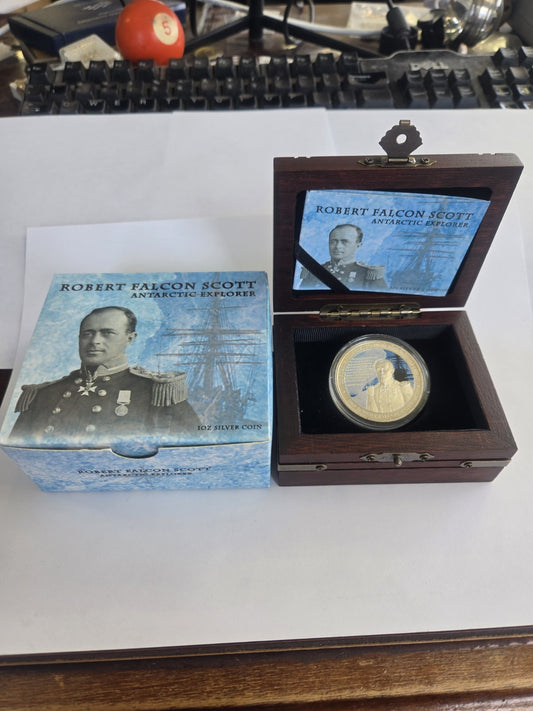 5
DELL
ROBERT FALCON SCOTT
ANTARCTIC EXPLORER
ROBERT FALCON SCOTT
ANTARCTIC EXPLORER
1OZ SILVER COIN
ROBERT FALCON SCOTT
ANTARCTIC EXPLORER